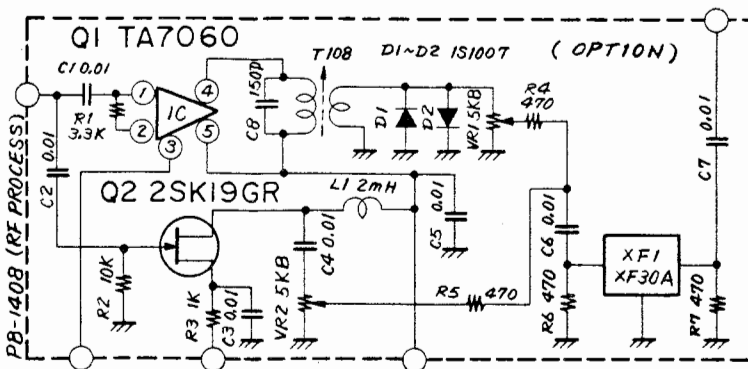 Q1 TA7060
T108
D1~D2 1S1007
( OPTION )
C1 0.01
R1
3.3K
1
2
3
4
5
IC
C8
150p
D1
D2
VR1 5KB
R4
470
C7
0.01
PB-1408 (RF PROCESS)
C2
0.01
Q2 2SK19GR
L1 2mH
C5
0.01
C4 0.01
C6 0.01
XF1
XF30A
R2
10K
R3 1K
C3 0.01
VR2 5KB
R5 470
R6 470
R7 470